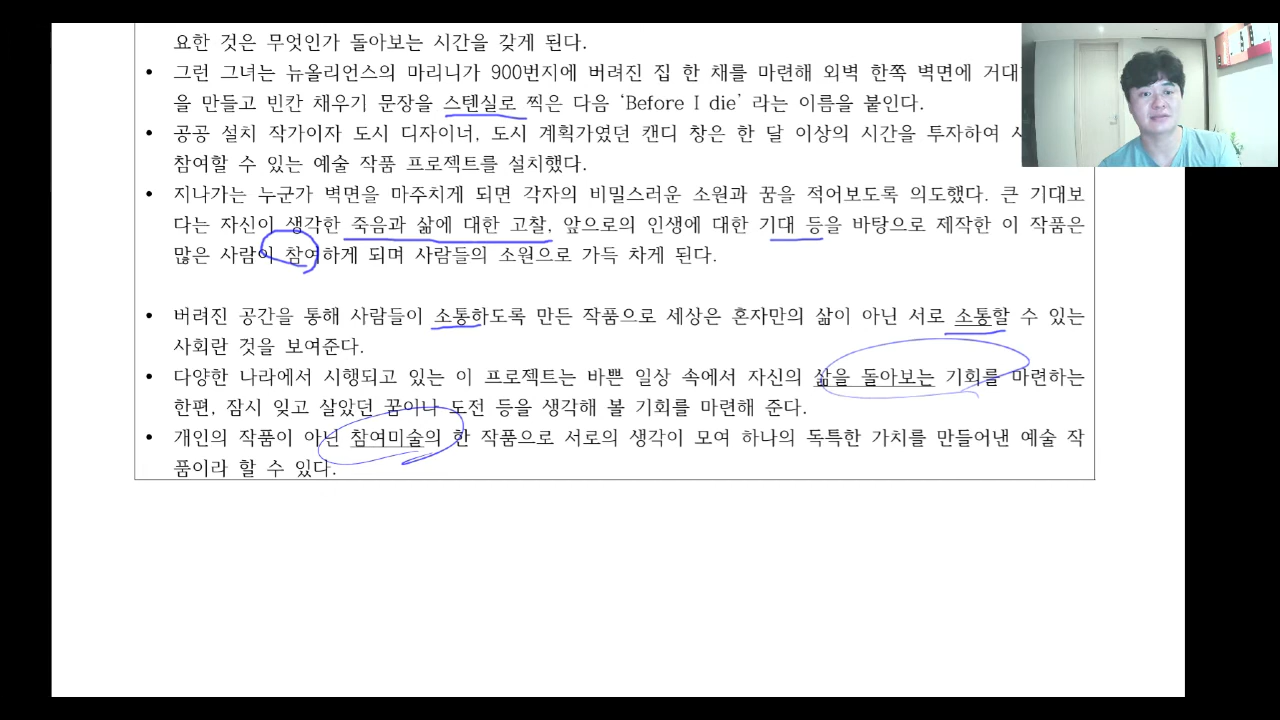 요한 것은 무엇인가 돌아보는 시간을 갖게 된다.
• 그런 그녀는 뉴올리언스의 마리니가 900번지에 버려진 집 한 채를 마련해 외벽 한쪽 벽면에 거대
을 만들고 빈칸 채우기 문장을 스텐실로 찍은 다음 ‘Before I die’ 라는 이름을 붙인다.
• 공공 설치 작가이자 도시 디자이너, 도시 계획가였던 캔디 창은 한 달 이상의 시간을 투자하여
참여할 수 있는 예술 작품 프로젝트를 설치했다.
• 지나가는 누군가 벽면을 마주치게 되면 각자의 비밀스러운 소원과 꿈을 적어보도록 의도했다. 큰 기대보
다는 자신이 생각한 죽음과 삶에 대한 고찰, 앞으로의 인생에 대한 기대 등을 바탕으로 제작한 이 작품은
많은 사람이 참여하게 되며 사람들의 소원으로 가득 차게 된다.
• 버려진 공간을 통해 사람들이 소통하도록 만든 작품으로 세상은 혼자만의 삶이 아닌 서로 소통할 수 있는
사회란 것을 보여준다.
• 다양한 나라에서 시행되고 있는 이 프로젝트는 바쁜 일상 속에서 자신의 삶을 돌아보는 기회를 마련하는
한편, 잠시 잊고 살았던 꿈이나 도전 등을 생각해 볼 기회를 마련해 준다.
• 개인의 작품이 아닌 참여미술의 한 작품으로 서로의 생각이 모여 하나의 독특한 가치를 만들어낸 예술 작
품이라 할 수 있다.